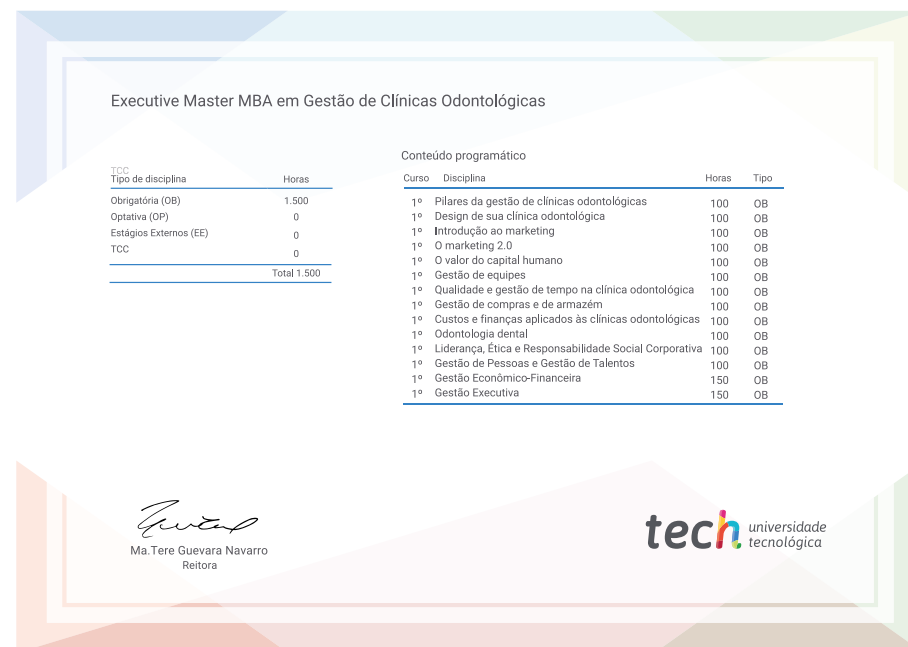 Executive Master MBA em Gestão de Clínicas Odontológicas
TCC
Tipo de disciplina Horas
Obrigatória (OB) 1.500
Optativa (OP) 0
Estágios Externos (EE) 0
TCC 0
Total 1.500
Conteúdo programático
Curso Disciplina Horas Tipo
1º Pilares da gestão de clínicas odontológicas 100 OB
1º Design de sua clínica odontológica 100 OB
1º Introdução ao marketing 100 OB
1º O marketing 2.0 100 OB
1º O valor do capital humano 100 OB
1º Gestão de equipes 100 OB
1º Qualidade e gestão de tempo na clínica odontológica 100 OB
1º Gestão de compras e de armazém 100 OB
1º Custos e finanças aplicados às clínicas odontológicas 100 OB
1º Odontologia dental 100 OB
1º Liderança, Ética e Responsabilidade Social Corporativa 100 OB
1º Gestão de Pessoas e Gestão de Talentos 100 OB
1º Gestão Econômico-Financeira 150 OB
1º Gestão Executiva 150 OB
Ma.Tere Guevara Navarro
Reitora
tech universidade
tecnológica